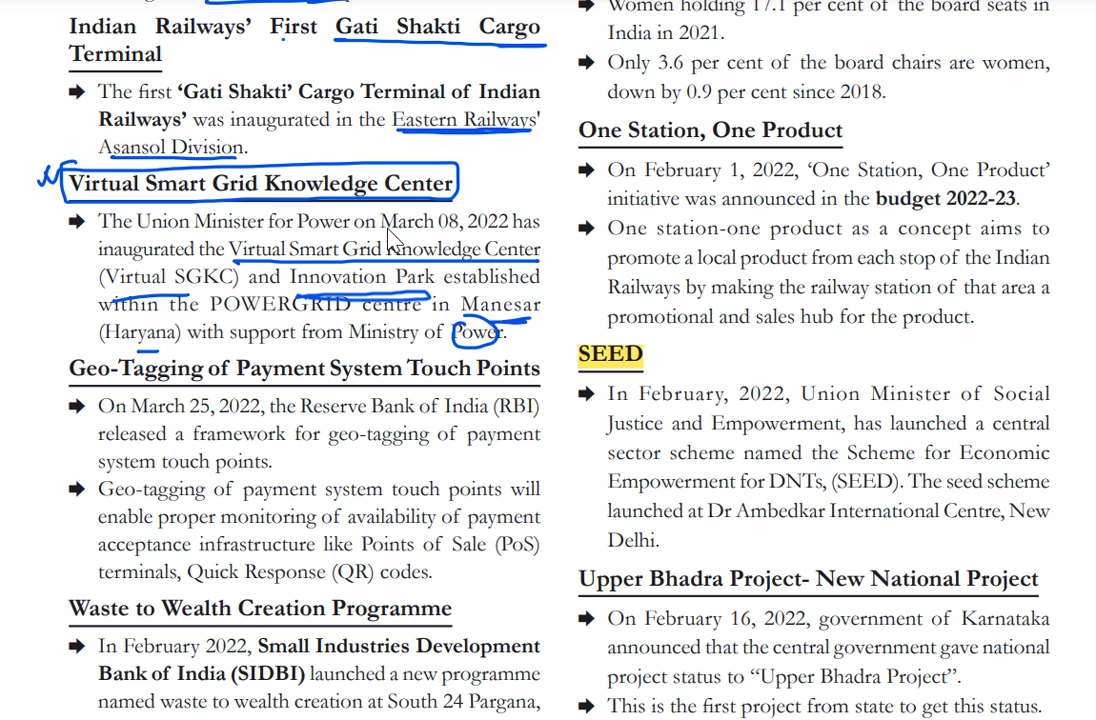 Indian Railways' First Gati Shakti Cargo
Terminal
➡ The first 'Gati Shakti' Cargo Terminal of Indian
Railways' was inaugurated in the Eastern Railways'
Asansol Division.
Virtual Smart Grid Knowledge Center
➡ The Union Minister for Power on March 08, 2022 has
inaugurated the Virtual Smart Grid Knowledge Center
(Virtual SGKC) and Innovation Park established
within the POWERGRID centre in Manesar
(Haryana) with support from Ministry of Power.
Geo-Tagging of Payment System Touch Points
➡ On March 25, 2022, the Reserve Bank of India (RBI)
released a framework for geo-tagging of payment
system touch points.
➡ Geo-tagging of payment system touch points will
enable proper monitoring of availability of payment
acceptance infrastructure like Points of Sale (PoS)
terminals, Quick Response (QR) codes.
Waste to Wealth Creation Programme
➡ In February 2022, Small Industries Development
Bank of India (SIDBI) launched a new programme
named waste to wealth creation at South 24 Pargana,
➡ Women holding 17.1 per cent of the board seats in
India in 2021.
➡ Only 3.6 per cent of the board chairs are women,
down by 0.9 per cent since 2018.
One Station, One Product
➡ On February 1, 2022, 'One Station, One Product'
initiative was announced in the budget 2022-23.
➡ One station-one product as a concept aims to
promote a local product from each stop of the Indian
Railways by making the railway station of that area a
promotional and sales hub for the product.
SEED
➡ In February, 2022, Union Minister of Social
Justice and Empowerment, has launched a central
sector scheme named the Scheme for Economic
Empowerment for DNTs, (SEED). The seed scheme
launched at Dr Ambedkar International Centre, New
Delhi.
Upper Bhadra Project- New National Project
➡ On February 16, 2022, government of Karnataka
announced that the central government gave national
project status to "Upper Bhadra Project".
➡ This is the first project from state to get this status.